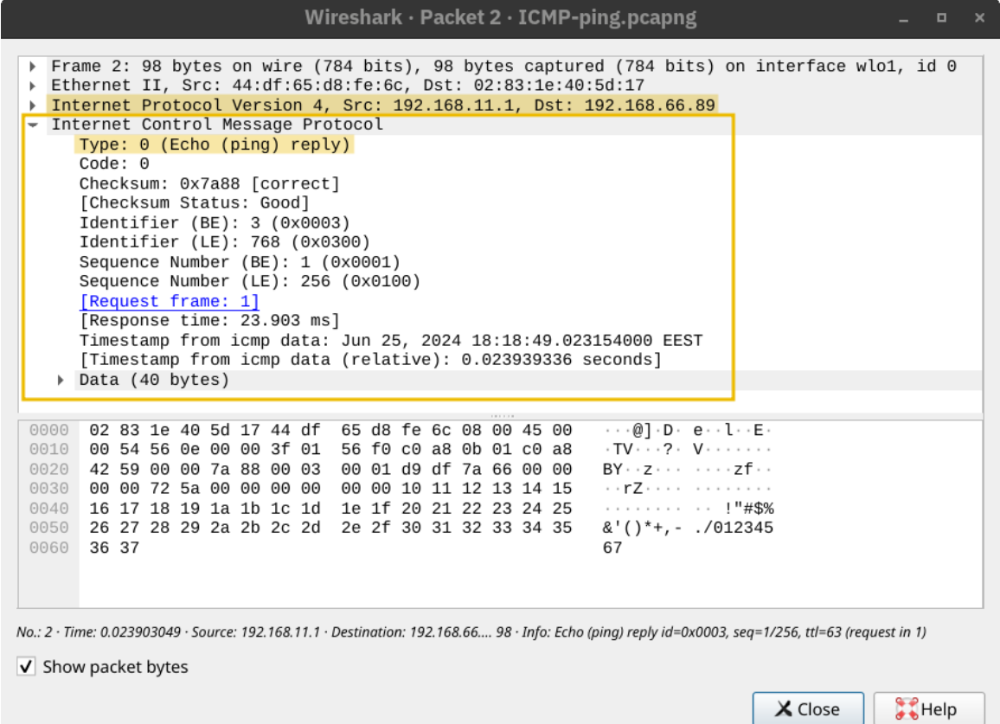 Wireshark · Packet 2 · ICMP-ping.pcapng
Frame 2: 98 bytes on wire (784 bits), 98 bytes captured (784 bits) on interface wlo1, id 0
Ethernet II, Src: 44:df:65:d8:fe:6c, Dst: 02:83:1e:40:5d:17
Internet Protocol Version 4, Src: 192.168.11.1, Dst: 192.168.66.89
Internet Control Message Protocol
Type: 0 (Echo (ping) reply)
Code: 0
Checksum: 0x7a88 [correct]
[Checksum Status: Good]
Identifier (BE): 3 (0x0003)
Identifier (LE): 768 (0x0300)
Sequence Number (BE): 1 (0x0001)
Sequence Number (LE): 256 (0x0100)
[Request frame: 1]
[Response time: 23.903 ms]
Timestamp from icmp data: Jun 25, 2024 18:18:49.023154000 EEST
[Timestamp from icmp data (relative): 0.023939336 seconds]
Data (40 bytes)
0000 02 83 1e 40 5d 17 44 df 65 d8 fe 6c 08 00 45 00 ···@]·D· e··l··E·
0010 00 54 56 0e 00 00 3f 01 56 f0 c0 a8 0b 01 c0 a8 ·TV···?· V·······
0020 42 59 00 00 7a 88 00 03 00 01 d9 df 7a 66 00 00 BY··z··· ····zf··
0030 00 00 72 5a 00 00 00 00 00 00 10 11 12 13 14 15 ··rZ···· ········
0040 16 17 18 19 1a 1b 1c 1d 1e 1f 20 21 22 23 24 25 ········ ·· !"#$%
0050 26 27 28 29 2a 2b 2c 2d 2e 2f 30 31 32 33 34 35 &'()*+,- ./012345
0060 36 37 67
No.: 2 · Time: 0.023903049 · Source: 192.168.11.1 · Destination: 192.168.66.... 98 · Info: Echo (ping) reply id=0x0003, seq=1/256, ttl=63 (request in 1)
Show packet bytes
Close
Help